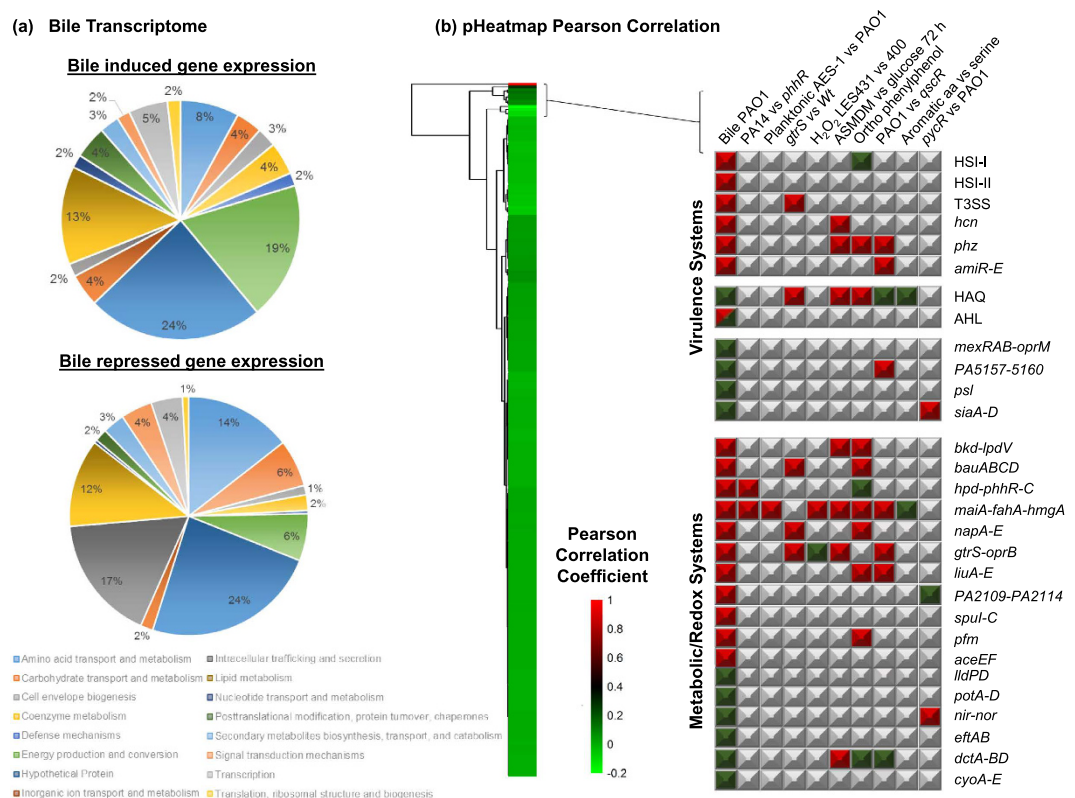 (a) Bile Transcriptome
Bile induced gene expression
8%
4%
3%
4%
2%
19%
24%
4%
2%
13%
2%
4%
3%
2%
5%
2%
Bile repressed gene expression
14%
6%
1%
2%
6%
24%
2%
17%
12%
2%
3%
4%
4%
1%
Amino acid transport and metabolism
Carbohydrate transport and metabolism
Cell envelope biogenesis
Coenzyme metabolism
Defense mechanisms
Energy production and conversion
Hypothetical Protein
Inorganic ion transport and metabolism
Intracellular trafficking and secretion
Lipid metabolism
Nucleotide transport and metabolism
Posttranslational modification, protein turnover, chaperones
Secondary metabolites biosynthesis, transport, and catabolism
Signal transduction mechanisms
Transcription
Translation, ribosomal structure and biogenesis
(b) pHeatmap Pearson Correlation
Bile PAO1
PA14 vs phhR
Planktonic AES-1 vs PAO1
gtrS vs Wt
H2O2 LES431 vs 400
ASMDM vs glucose 72 h
Ortho phenylphenol
PAO1 vs qscR
Aromatic aa vs serine
pycR vs PAO1
Virulence Systems
HSI-I
HSI-II
T3SS
hcn
phz
amiR-E
HAQ
AHL
mexRAB-oprM
PA5157-5160
psl
siaA-D
Metabolic/Redox Systems
bkd-lpdV
bauABCD
hpd-phhR-C
maiA-fahA-hmgA
napA-E
gtrS-oprB
liuA-E
PA2109-PA2114
spuI-C
pfm
aceEF
lldPD
potA-D
nir-nor
eftAB
dctA-BD
cyoA-E
Pearson
Correlation
Coefficient
1
0.8
0.6
0.4
0.2
0
-0.2